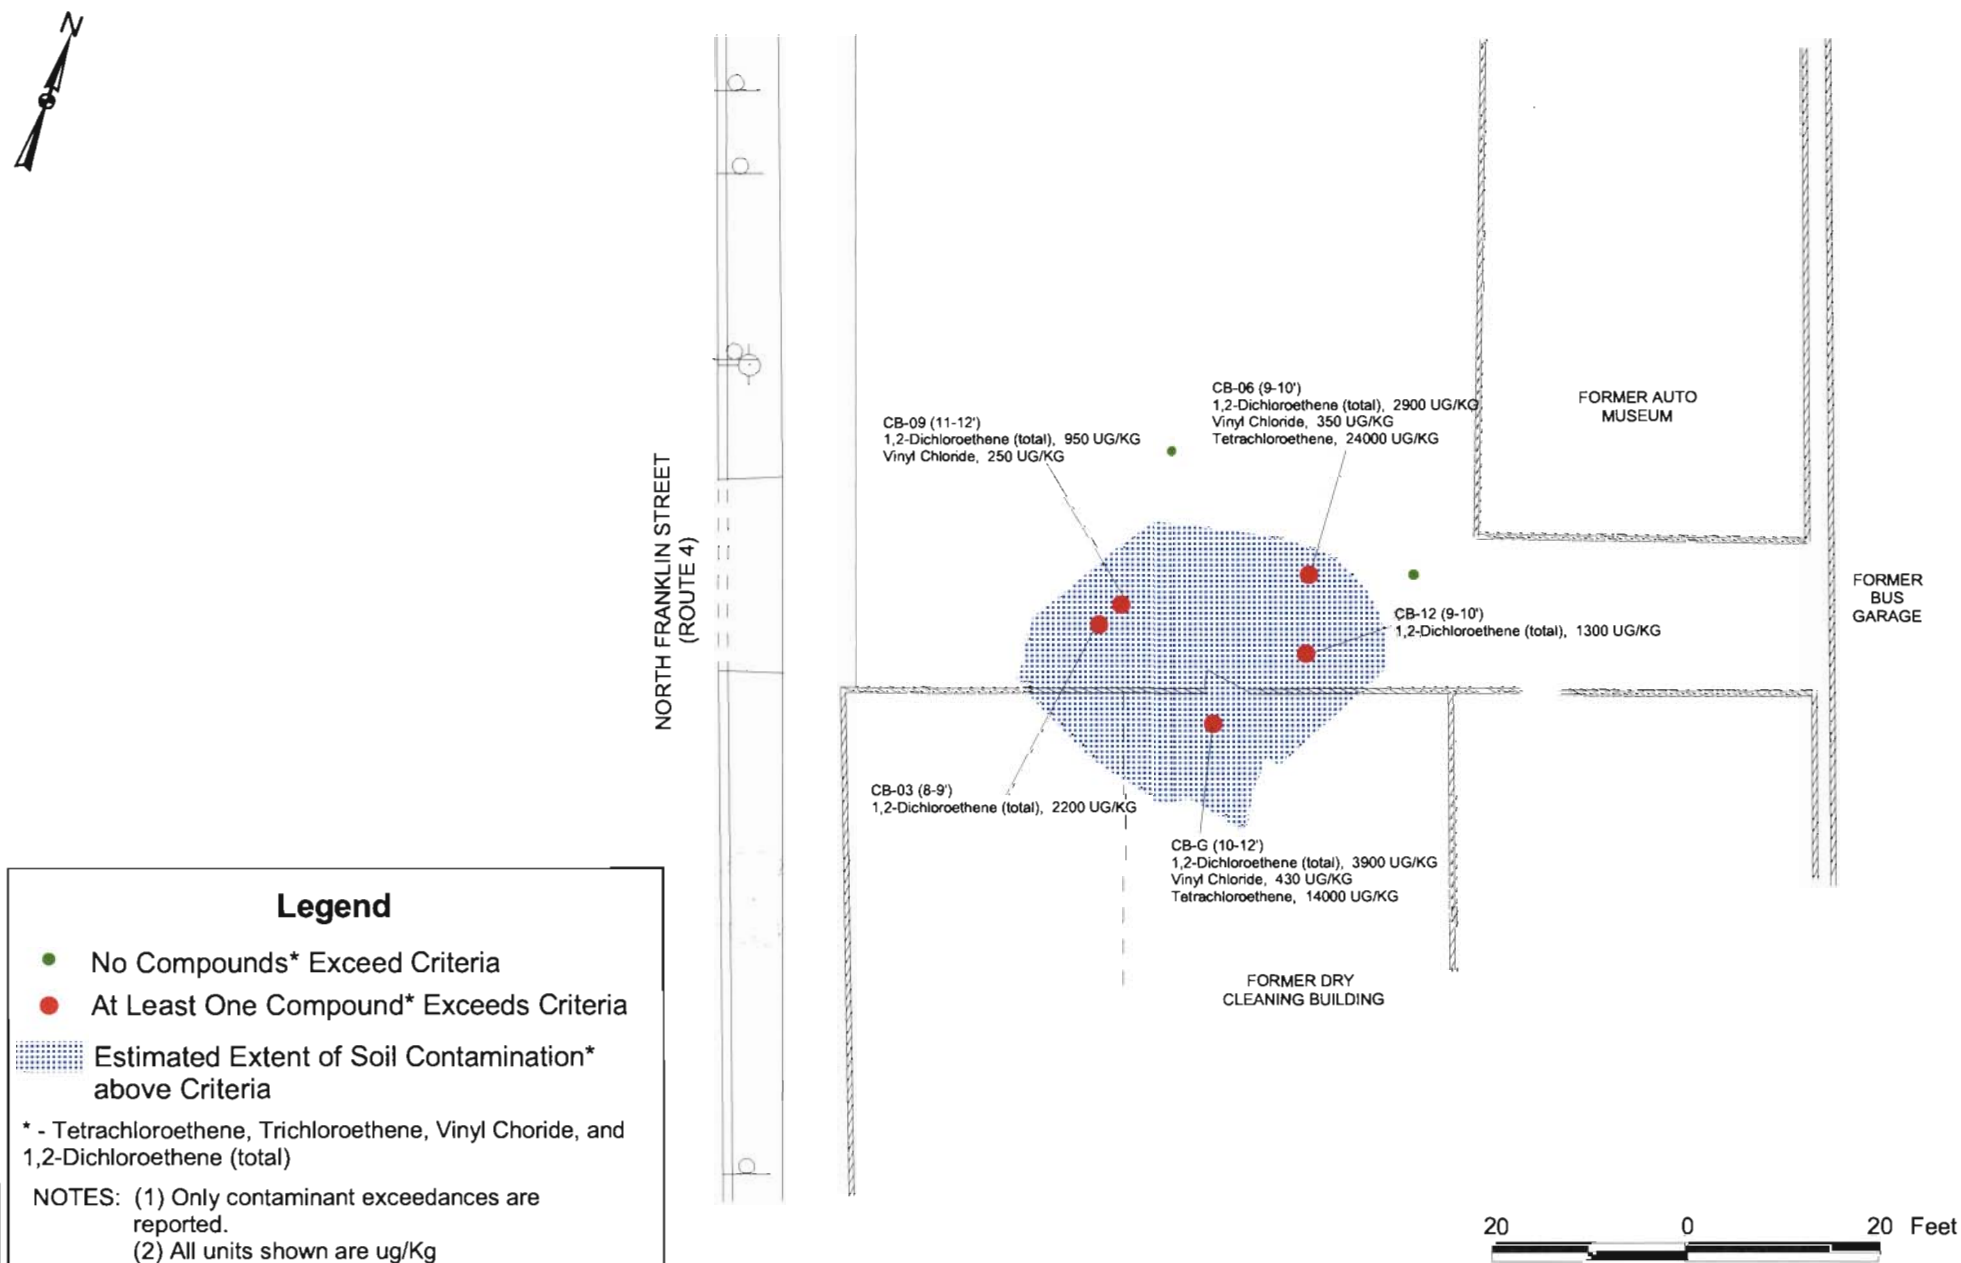 N
CB-06 (9-10')
1,2-Dichloroethene (total), 2900 UG/KG
Vinyl Chloride, 350 UG/KG
Tetrachloroethene, 24000 UG/KG
FORMER AUTO
MUSEUM
CB-09 (11-12')
1,2-Dichloroethene (total), 950 UG/KG
Vinyl Chloride, 250 UG/KG
NORTH FRANKLIN STREET
(ROUTE 4)
FORMER
BUS
GARAGE
CB-12 (9-10')
1,2-Dichloroethene (total), 1300 UG/KG
CB-03 (8-9')
1,2-Dichloroethene (total), 2200 UG/KG
CB-G (10-12')
1,2-Dichloroethene (total), 3900 UG/KG
Vinyl Chloride, 430 UG/KG
Tetrachloroethene, 14000 UG/KG
FORMER DRY
CLEANING BUILDING
Legend
No Compounds* Exceed Criteria
At Least One Compound* Exceeds Criteria
Estimated Extent of Soil Contamination*
above Criteria
* - Tetrachloroethene, Trichloroethene, Vinyl Choride, and
1,2-Dichloroethene (total)
NOTES: (1) Only contaminant exceedances are
reported.
(2) All units shown are ug/Kg
20 0 20 Feet